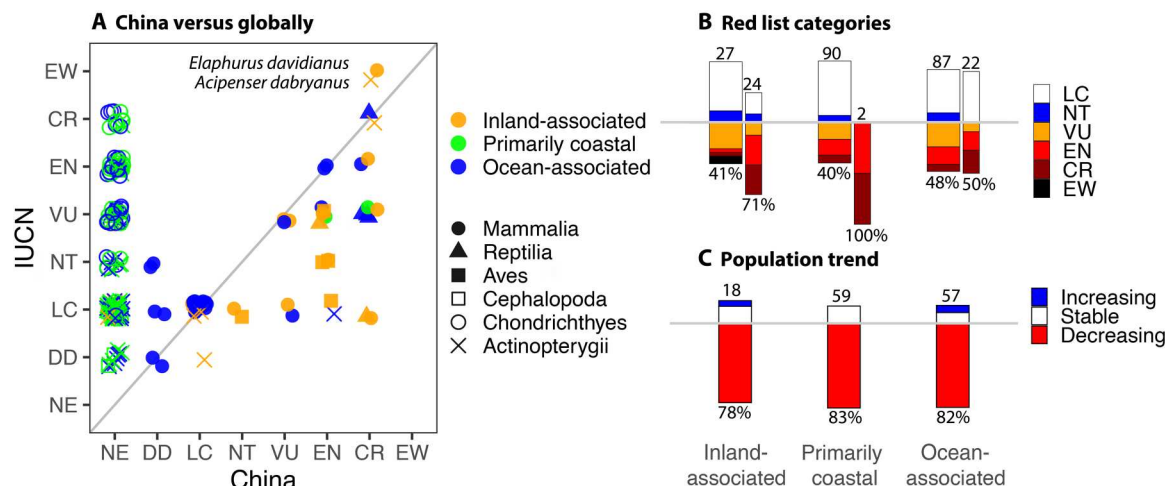 A China versus globally
Elaphurus davidianus
Acipenser dabryanus
IUCN
EW
CR
EN
VU
NT
LC
DD
NE
NE DD LC NT VU EN CR EW
China
Inland-associated
Primarily coastal
Ocean-associated
Mammalia
Reptilia
Aves
Cephalopoda
Chondrichthyes
Actinopterygii
B Red list categories
27 24 90 2 87 22
41% 71% 40% 100% 48% 50%
LC
NT
VU
EN
CR
EW
C Population trend
18 59 57
78% 83% 82%
Increasing
Stable
Decreasing
Inland- Primarily Ocean-
associated coastal associated